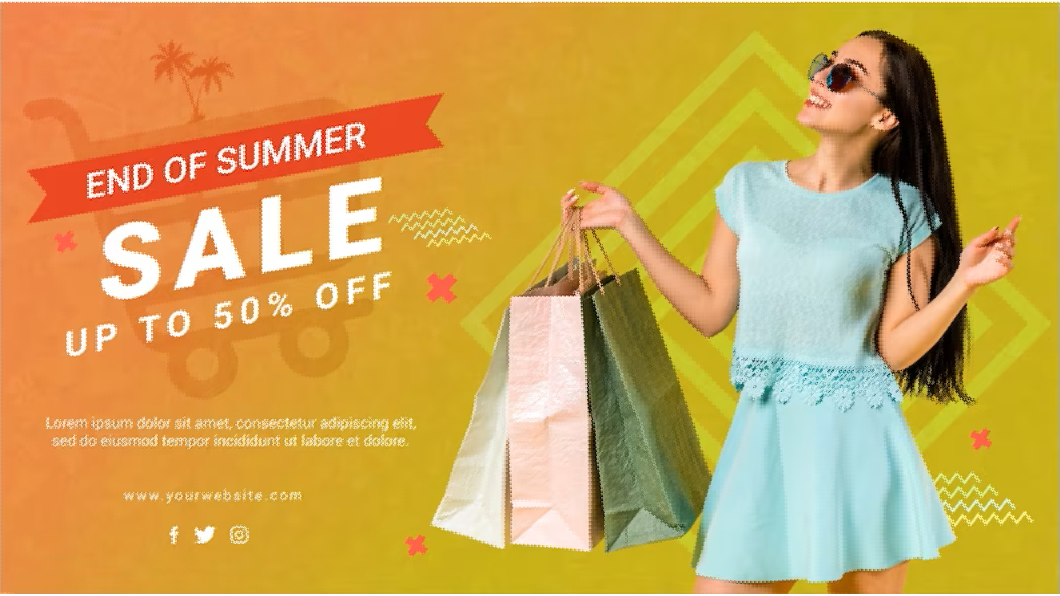 END OF SUMMER
SALE
UP TO 50% OFF
Lorem ipsum dolor sit amet, consectetur adipiscing elit,
sed do eiusmod tempor incididunt ut labore et dolore.
www.yourwebsite.com